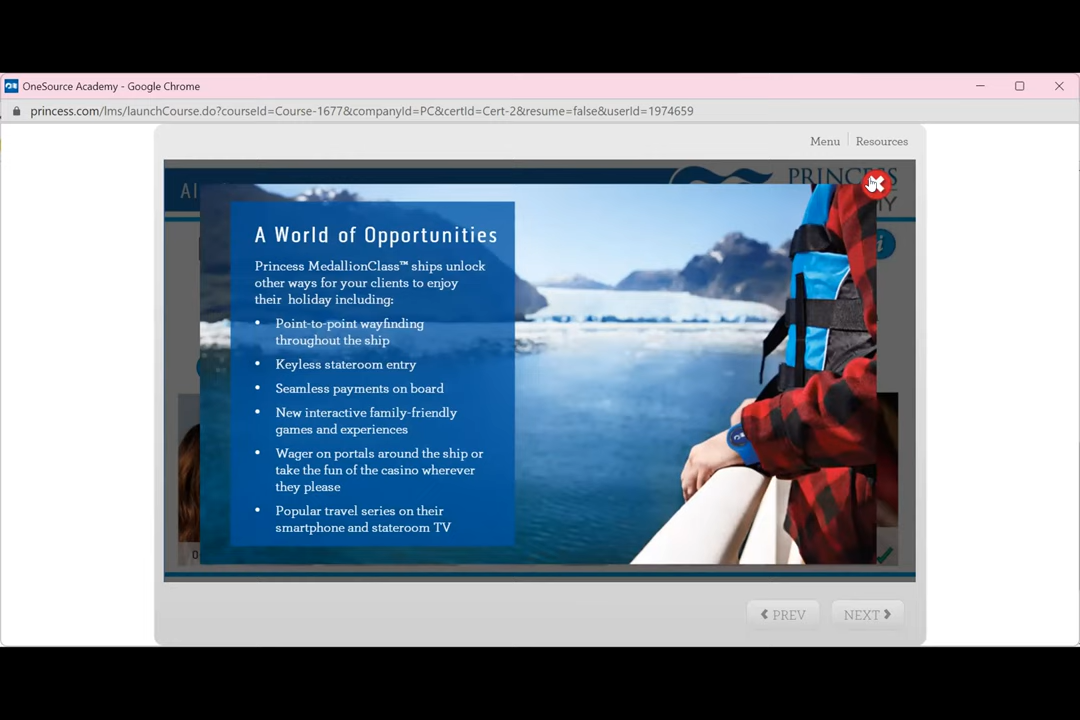 OneSource Academy - Google Chrome
princess.com/lms/launchCourse.do?courseId=Course-1677&companyId=PC&certId=Cert-2&resume=false&userId=1974659
Menu
Resources
PRINCESS
A World of Opportunities
Princess MedallionClass™ ships unlock
other ways for your clients to enjoy
their holiday including:
• Point-to-point wayfinding
throughout the ship
• Keyless stateroom entry
• Seamless payments on board
• New interactive family-friendly
games and experiences
• Wager on portals around the ship or
take the fun of the casino wherever
they please
• Popular travel series on their
smartphone and stateroom TV
PREV
NEXT